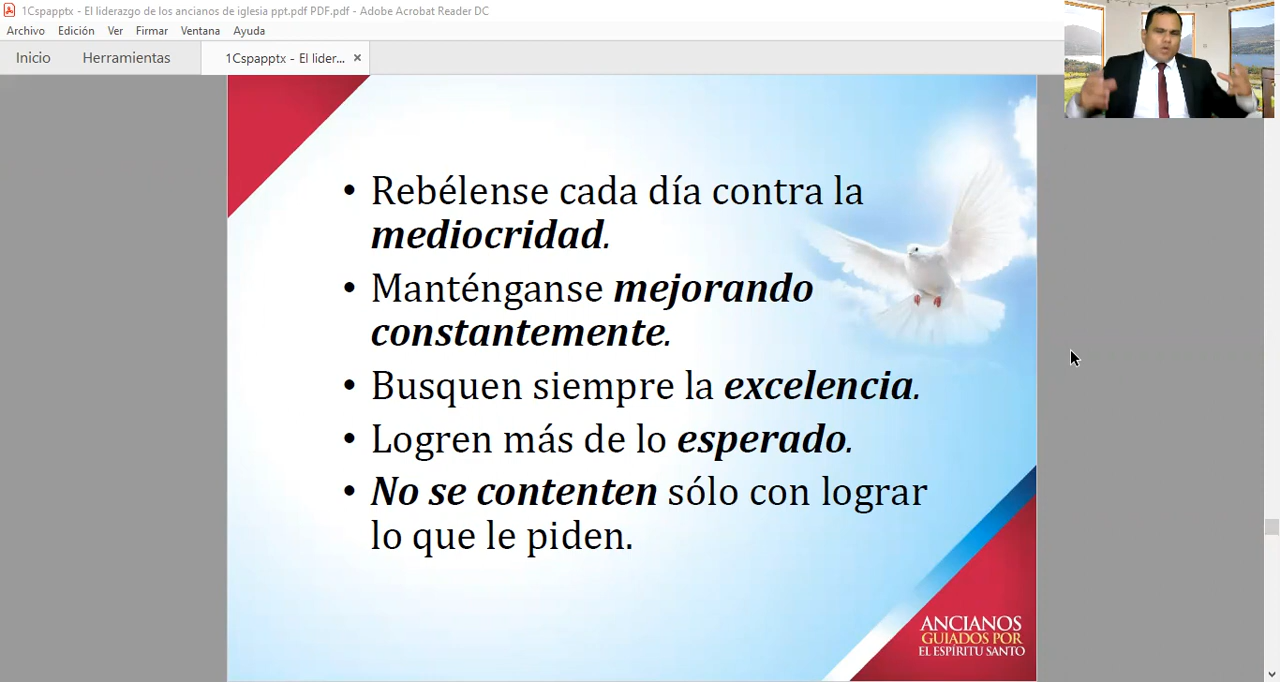 1Cspapptx - El liderazgo de los ancianos de iglesia ppt.pdf PDF.pdf - Adobe Acrobat Reader DC
Archivo Edición Ver Firmar Ventana Ayuda
Inicio Herramientas 1Cspapptx - El lider... ×
• Rebélense cada día contra la
mediocridad.
• Manténganse mejorando
constantemente.
• Busquen siempre la excelencia.
• Logren más de lo esperado.
• No se contenten sólo con lograr
lo que le piden.
ANCIANOS
GUIADOS POR
EL ESPÍRITU SANTO